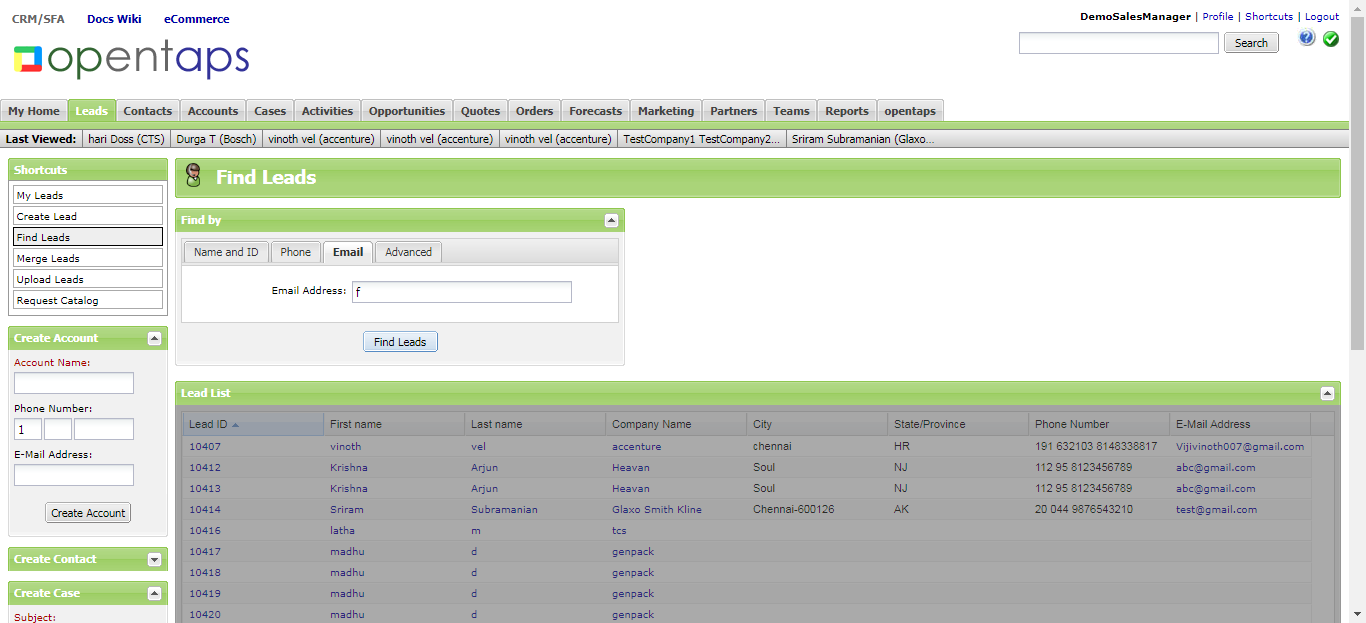 CRM/SFA Docs Wiki eCommerce
DemoSalesManager | Profile | Shortcuts | Logout
opentaps
Search
?
My Home Leads Contacts Accounts Cases Activities Opportunities Quotes Orders Forecasts Marketing Partners Teams Reports opentaps
Last Viewed: hari Doss (CTS) Durga T (Bosch) vinoth vel (accenture) vinoth vel (accenture) vinoth vel (accenture) TestCompany1 TestCompany2... Sriram Subramanian (Glaxo...
Shortcuts
My Leads
Create Lead
Find Leads
Merge Leads
Upload Leads
Request Catalog
Create Account
Account Name:
Phone Number:
1
E-Mail Address:
Create Account
Create Contact
Create Case
Subject:
Find Leads
Find by
Name and ID Phone Email Advanced
Email Address: f
Find Leads
Lead List
Lead ID First name Last name Company Name City State/Province Phone Number E-Mail Address
10407 vinoth vel accenture chennai HR 191 632103 8148338817 Vijivinoth007@gmail.com
10412 Krishna Arjun Heavan Soul NJ 112 95 8123456789 abc@gmail.com
10413 Krishna Arjun Heavan Soul NJ 112 95 8123456789 abc@gmail.com
10414 Sriram Subramanian Glaxo Smith Kline Chennai-600126 AK 20 044 9876543210 test@gmail.com
10416 latha m tcs
10417 madhu d genpack
10418 madhu d genpack
10419 madhu d genpack
10420 madhu d genpack